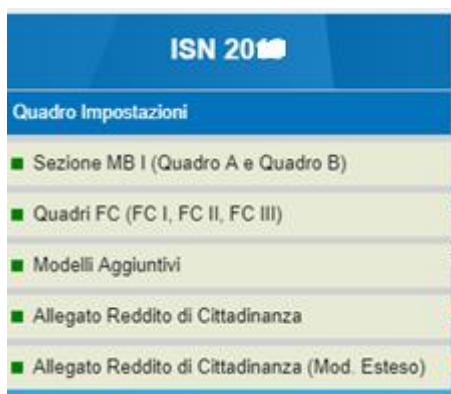 ISN 20
Quadro Impostazioni
Sezione MB I (Quadro A e Quadro B)
Quadri FC (FC I, FC II, FC III)
Modelli Aggiuntivi
Allegato Reddito di Cittadinanza
Allegato Reddito di Cittadinanza (Mod. Esteso)